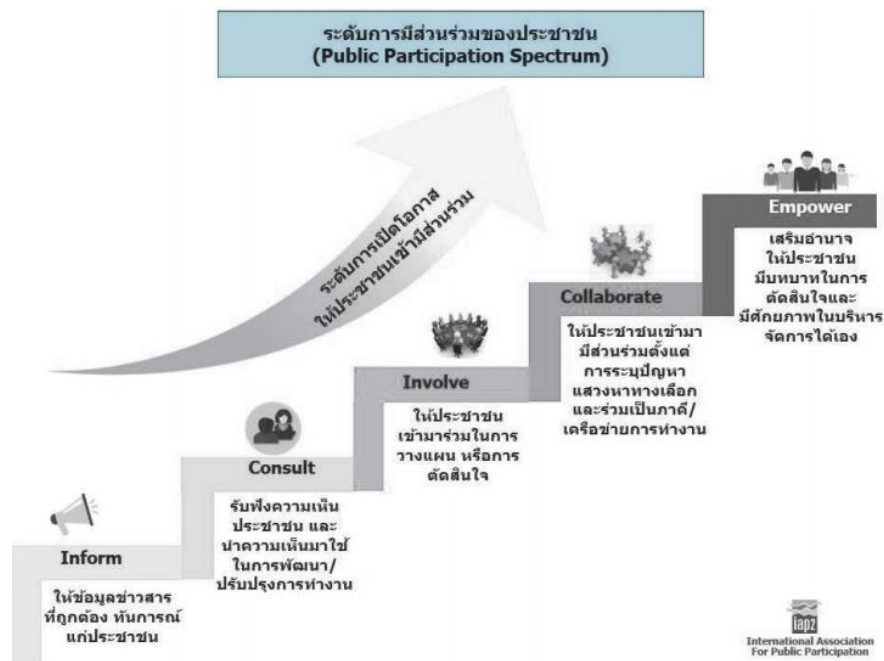 ระดับการมีส่วนร่วมของประชาชน
(Public Participation Spectrum)
ระดับการเปิดโอกาส
ให้ประชาชนเข้ามีส่วนร่วม
Inform
ให้ข้อมูลข่าวสาร
ที่ถูกต้อง ทันการณ์
แก่ประชาชน
Consult
รับฟังความเห็น
ประชาชน และ
นำความเห็นมาใช้
ในการพัฒนา/
ปรับปรุงการทำงาน
Involve
ให้ประชาชน
เข้ามาร่วมในการ
วางแผน หรือการ
ตัดสินใจ
Collaborate
ให้ประชาชนเข้ามา
มีส่วนร่วมตั้งแต่
การระบุปัญหา
แสวงหาทางเลือก
และร่วมเป็นภาคี/
เครือข่ายการทำงาน
Empower
เสริมอำนาจ
ให้ประชาชน
มีบทบาทในการ
ตัดสินใจและ
มีศักยภาพในบริหาร
จัดการได้เอง
iap2
International Association
For Public Participation